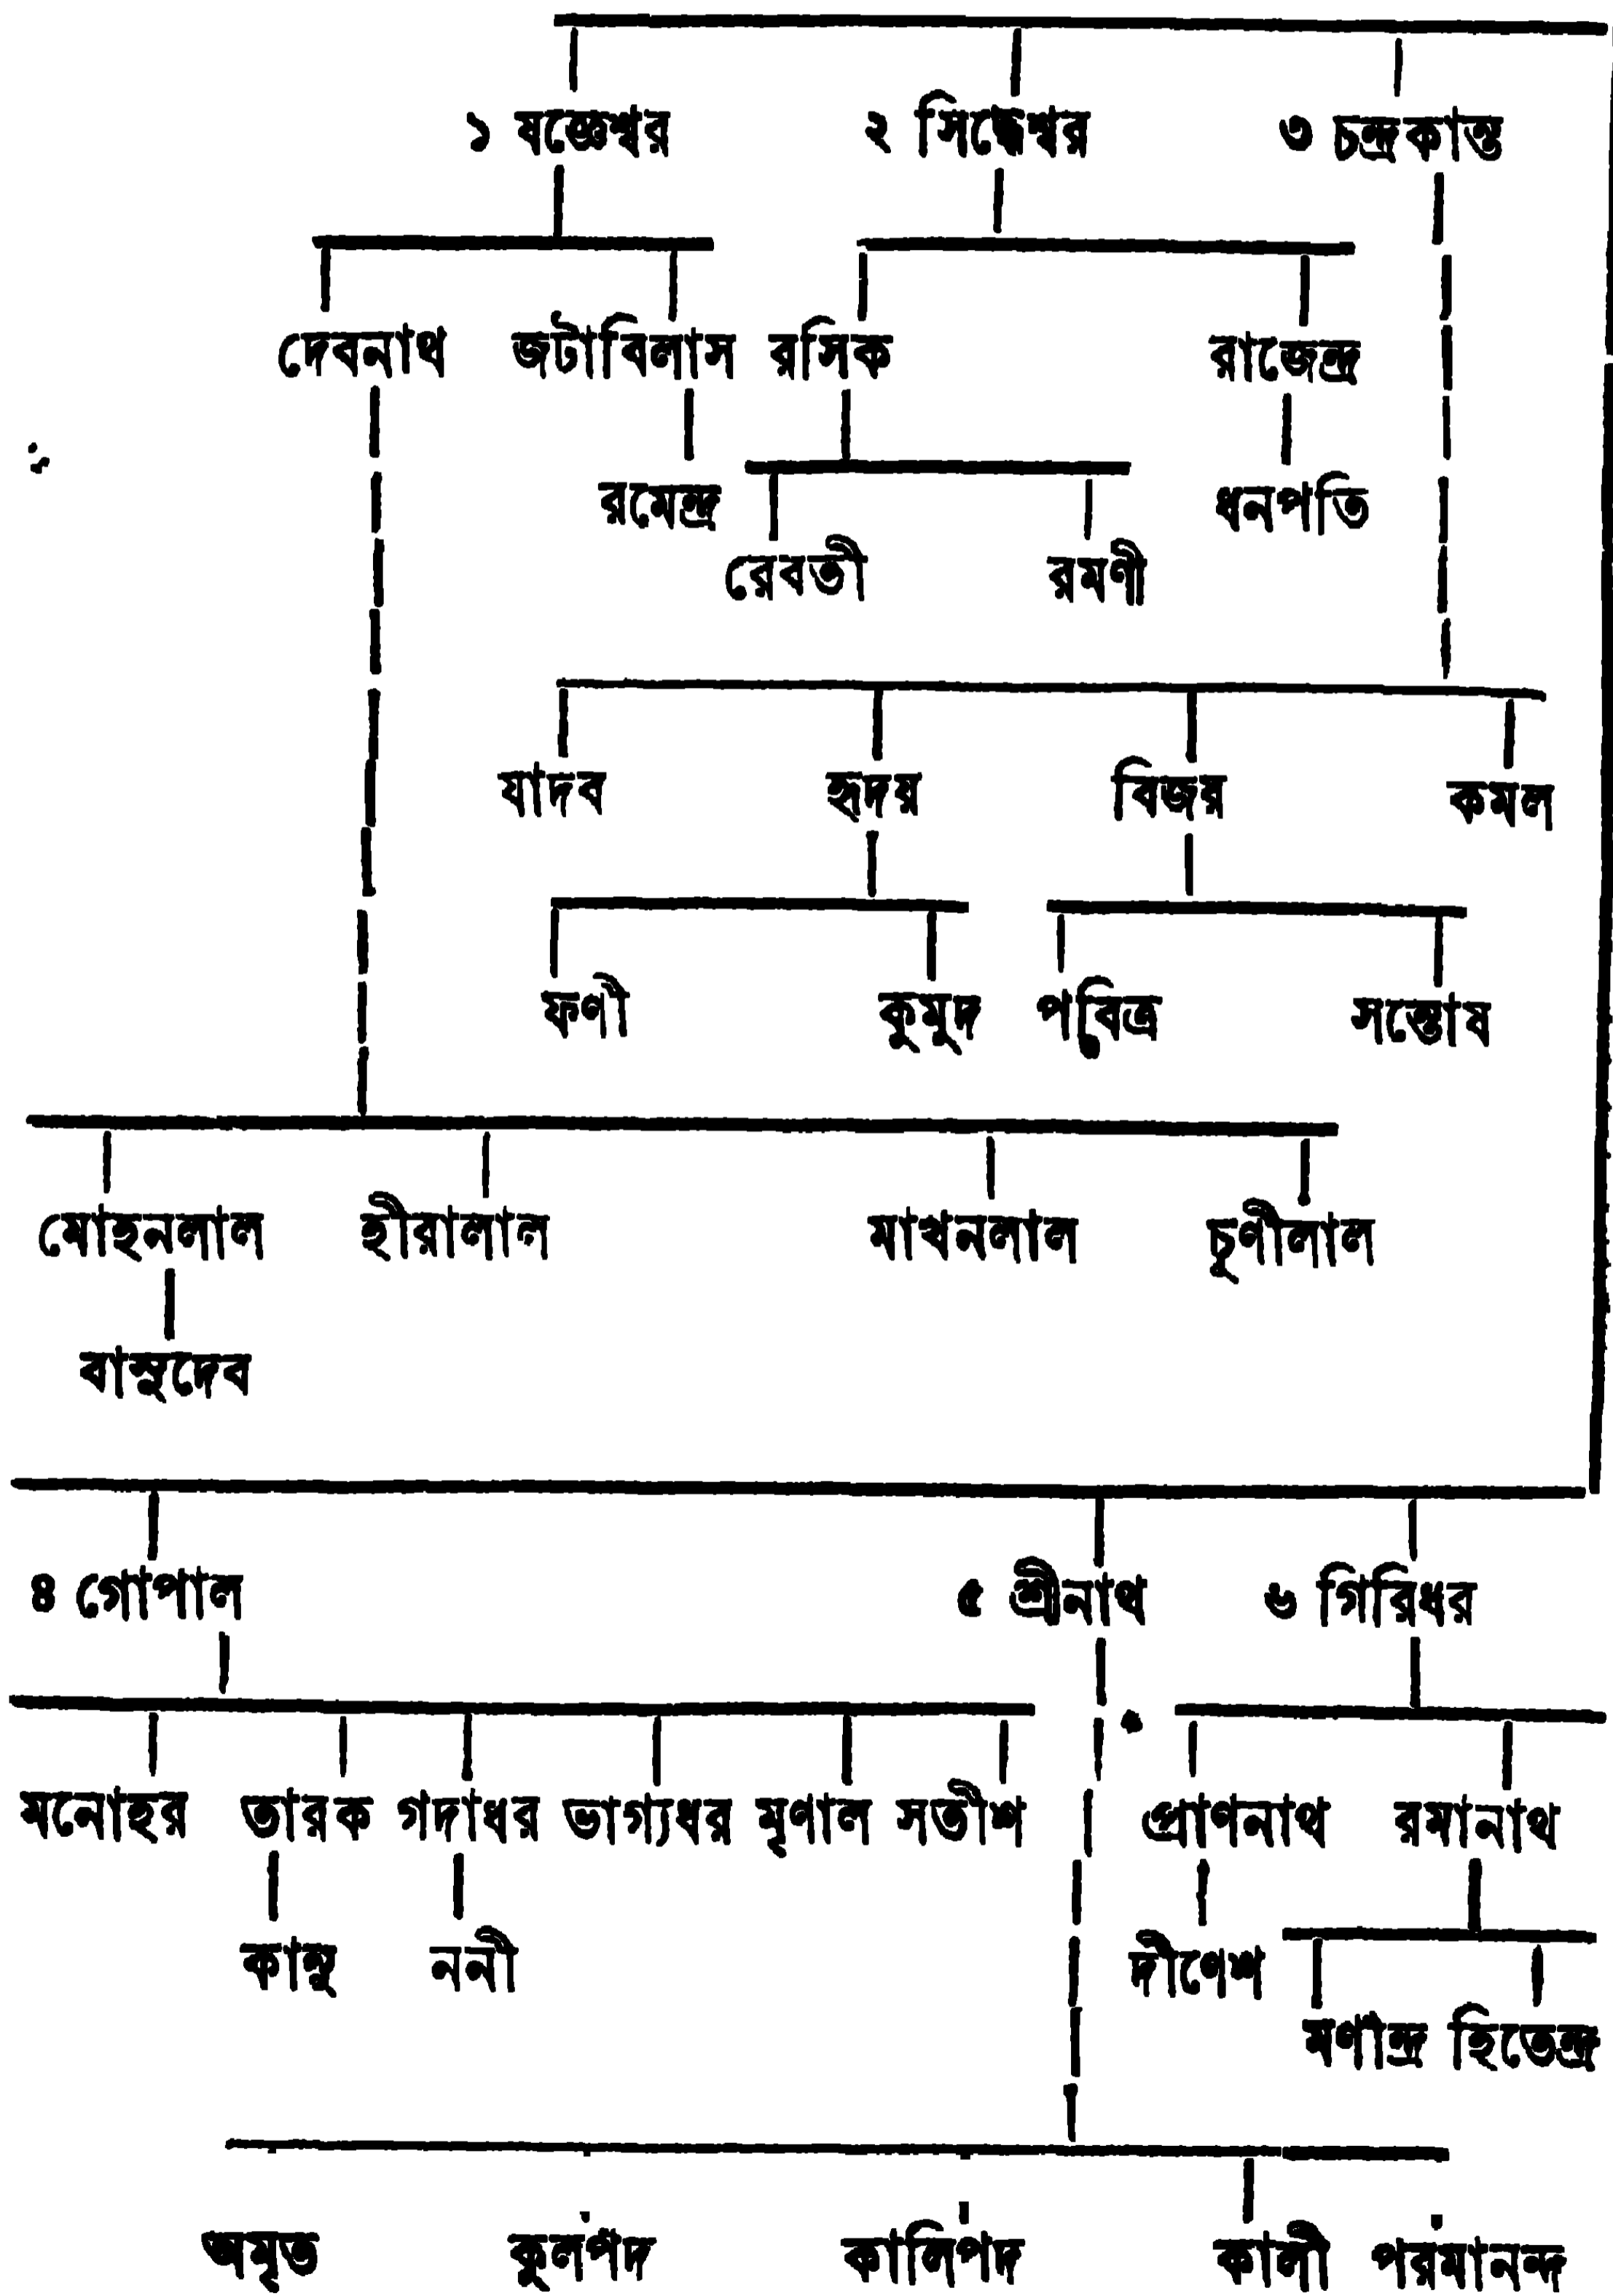 ১ যজ্ঞেশ্বর ২ সিদ্ধেশ্বর ৩ চন্দ্রকান্ত
দেবনাথ জটাবিলাস রসিক রাজেন্দ্র
রমেন্দ্র ধনপতি
রেবতী রমণী
যাদব হৃদয় বিজয় কমল
ফণী কুমুদ পবিত্র সন্তোষ
মোহনলাল হীরালাল মাখনলাল চুণীলাল
বাসুদেব
৪ গোপাল ৫ শ্রীনাথ ৬ গিরিধর
মনোহর তারক গদাধর ভাগ্যধর মৃণাল সতীশ প্রাণনাথ রমানাথ
কানু ননী দীণেশ
মণীন্দ্র হিতেন্দ্র
অমৃত কুলপদ কালিপদ কালী পরমানন্দ